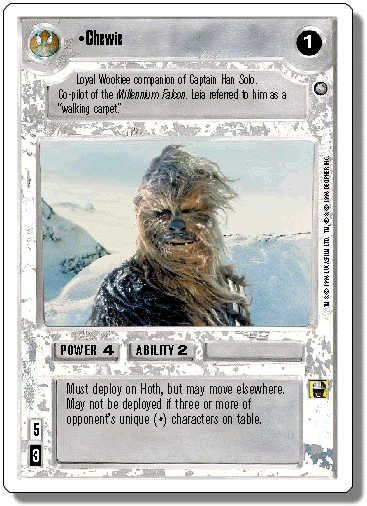 •Chewie
1
Loyal Wookiee companion of Captain Han Solo.
Co-pilot of the Millennium Falcon. Leia referred to him as a
"walking carpet."
TM & © 1996 LUCASFILM LTD. TM, ® & © 1996 DECIPHER INC.
POWER 4
ABILITY 2
Must deploy on Hoth, but may move elsewhere.
May not be deployed if three or more of
opponent's unique (•) characters on table.
5
3